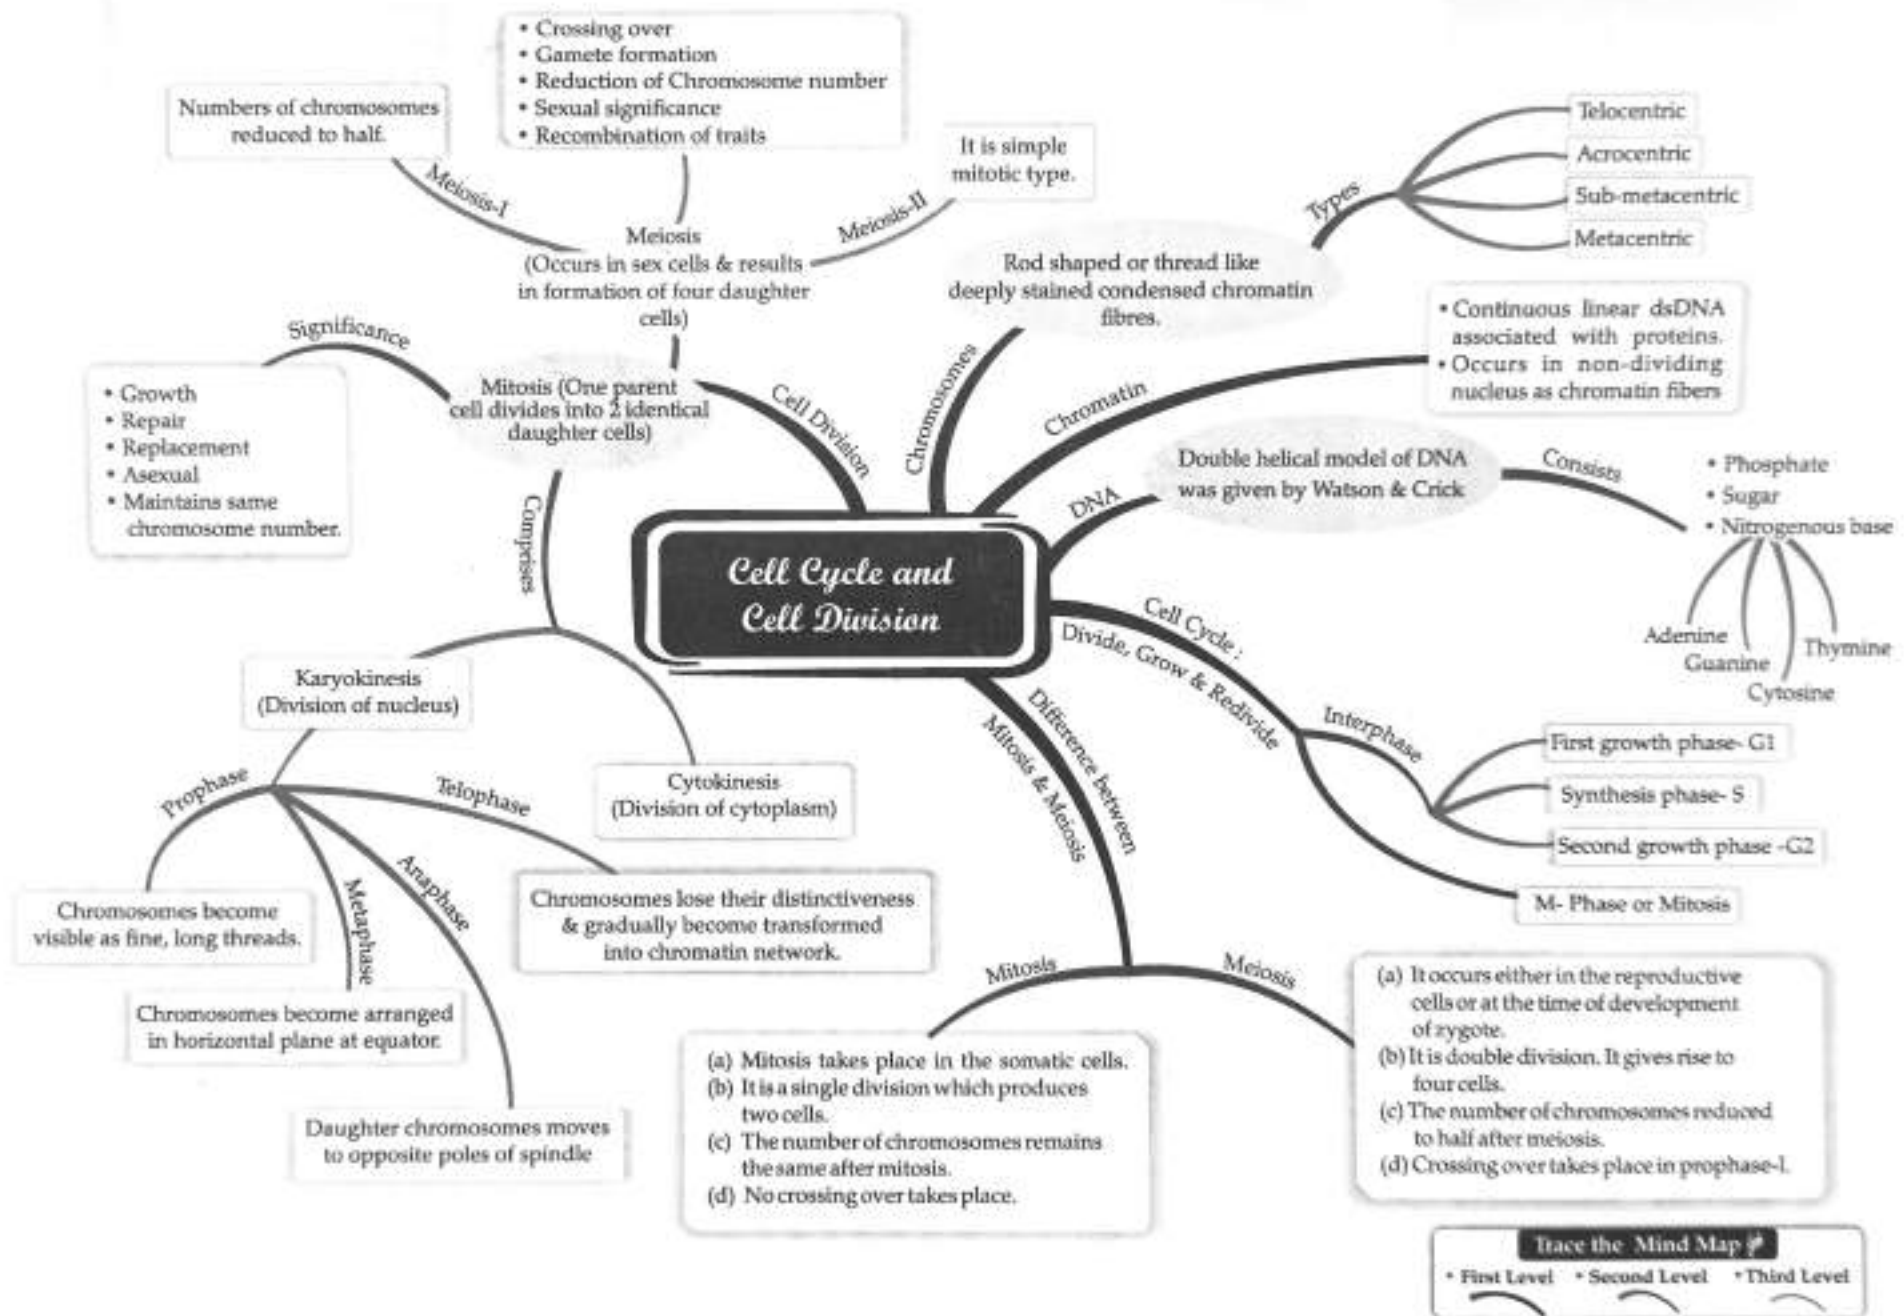 Cell Cycle and
Cell Division
Cell Division
Meiosis
(Occurs in sex cells & results
in formation of four daughter
cells)
Meiosis-I
Numbers of chromosomes
reduced to half.
• Crossing over
• Gamete formation
• Reduction of Chromosome number
• Sexual significance
• Recombination of traits
Meiosis-II
It is simple
mitotic type.
Mitosis (One parent
cell divides into 2 identical
daughter cells)
Significance
• Growth
• Repair
• Replacement
• Asexual
• Maintains same
chromosome number.
Comprises
Karyokinesis
(Division of nucleus)
Cytokinesis
(Division of cytoplasm)
Prophase
Chromosomes become
visible as fine, long threads.
Metaphase
Chromosomes become arranged
in horizontal plane at equator.
Anaphase
Daughter chromosomes moves
to opposite poles of spindle
Telophase
Chromosomes lose their distinctiveness
& gradually become transformed
into chromatin network.
Chromosomes
Rod shaped or thread like
deeply stained condensed chromatin
fibres.
Types
Telocentric
Acrocentric
Sub-metacentric
Metacentric
Chromatin
• Continuous linear dsDNA
associated with proteins.
• Occurs in non-dividing
nucleus as chromatin fibers
DNA
Double helical model of DNA
was given by Watson & Crick
Consists
• Phosphate
• Sugar
• Nitrogenous base
Adenine
Guanine
Cytosine
Thymine
Cell Cycle :
Divide, Grow & Redivide
Interphase
First growth phase- G1
Synthesis phase- S
Second growth phase -G2
M- Phase or Mitosis
Difference between
Mitosis & Meiosis
Mitosis
(a) Mitosis takes place in the somatic cells.
(b) It is a single division which produces
two cells.
(c) The number of chromosomes remains
the same after mitosis.
(d) No crossing over takes place.
Meiosis
(a) It occurs either in the reproductive
cells or at the time of development
of zygote.
(b) It is double division. It gives rise to
four cells.
(c) The number of chromosomes reduced
to half after meiosis.
(d) Crossing over takes place in prophase-I.
Trace the Mind Map
• First Level • Second Level • Third Level